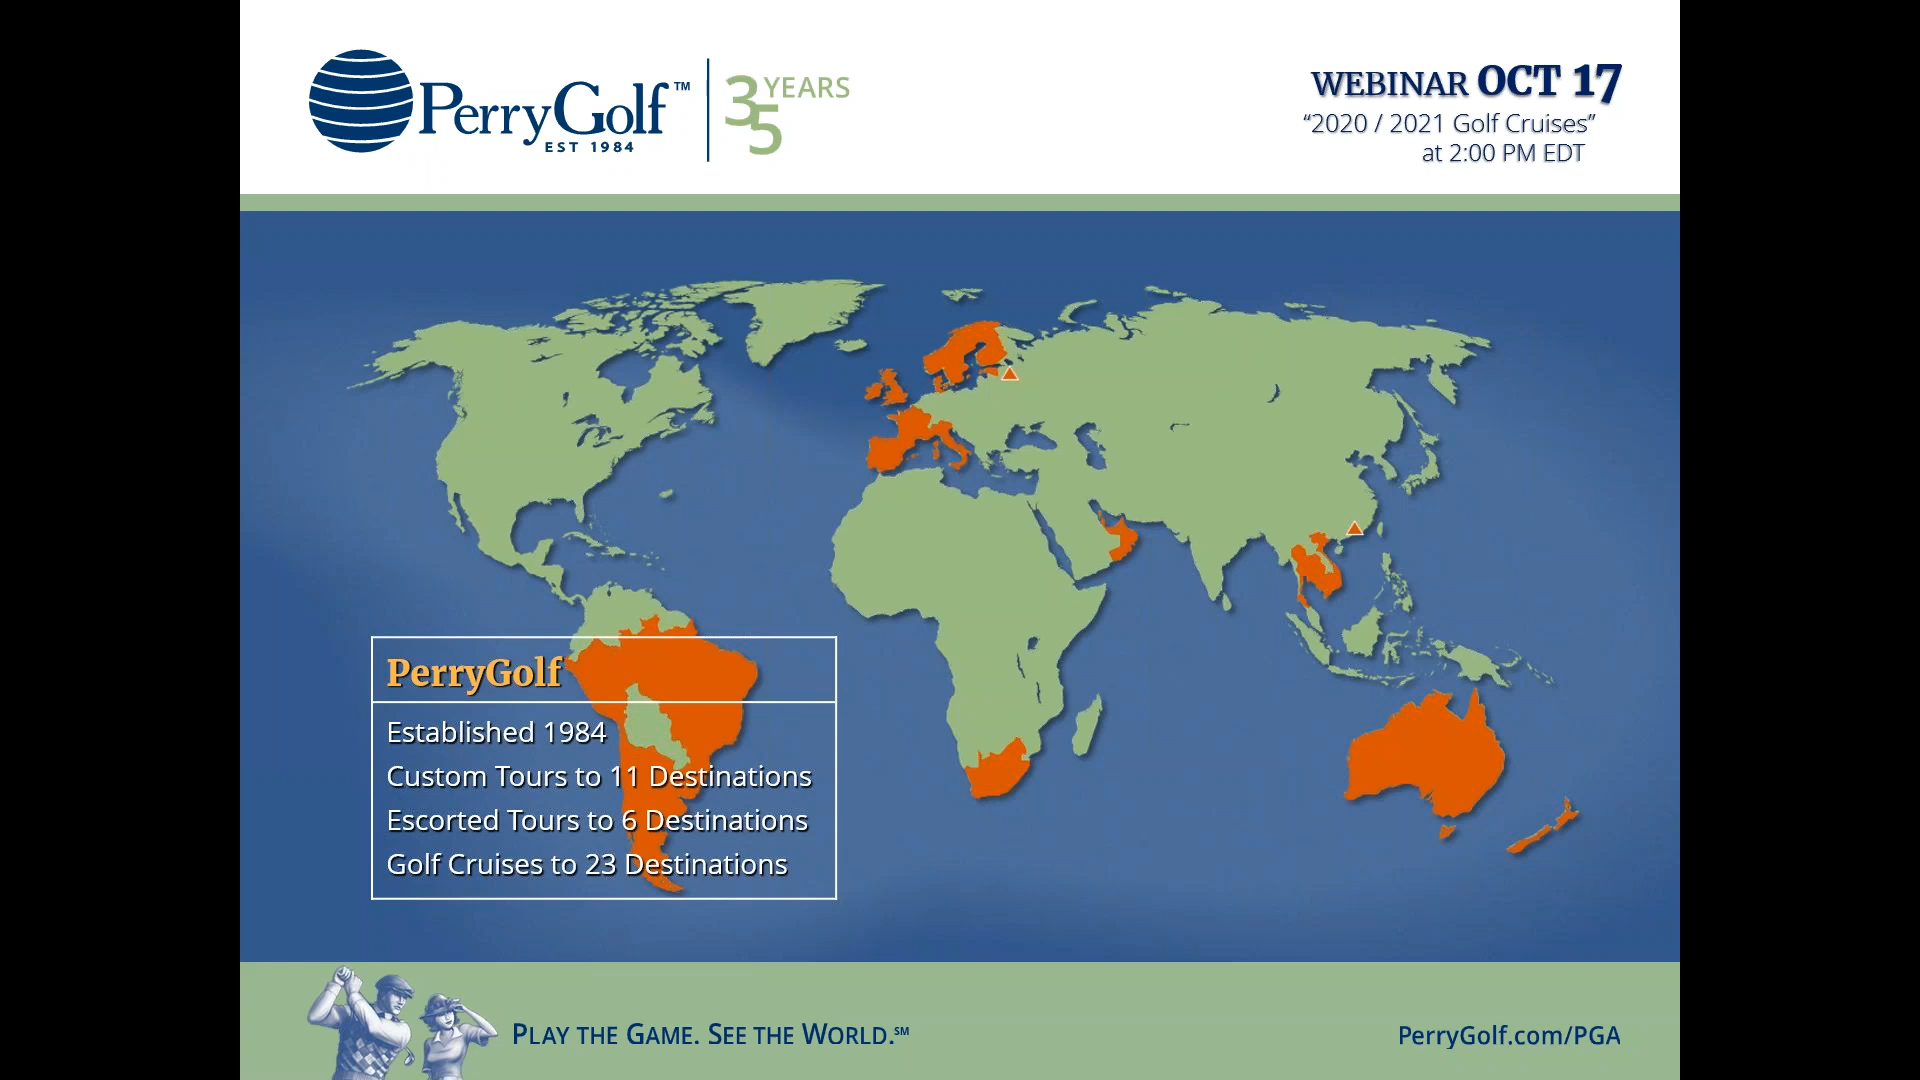 PerryGolf™
EST 1984
35 YEARS
WEBINAR OCT 17
“2020 / 2021 Golf Cruises”
at 2:00 PM EDT
PerryGolf
Established 1984
Custom Tours to 11 Destinations
Escorted Tours to 6 Destinations
Golf Cruises to 23 Destinations
PLAY THE GAME. SEE THE WORLD.℠
PerryGolf.com/PGA